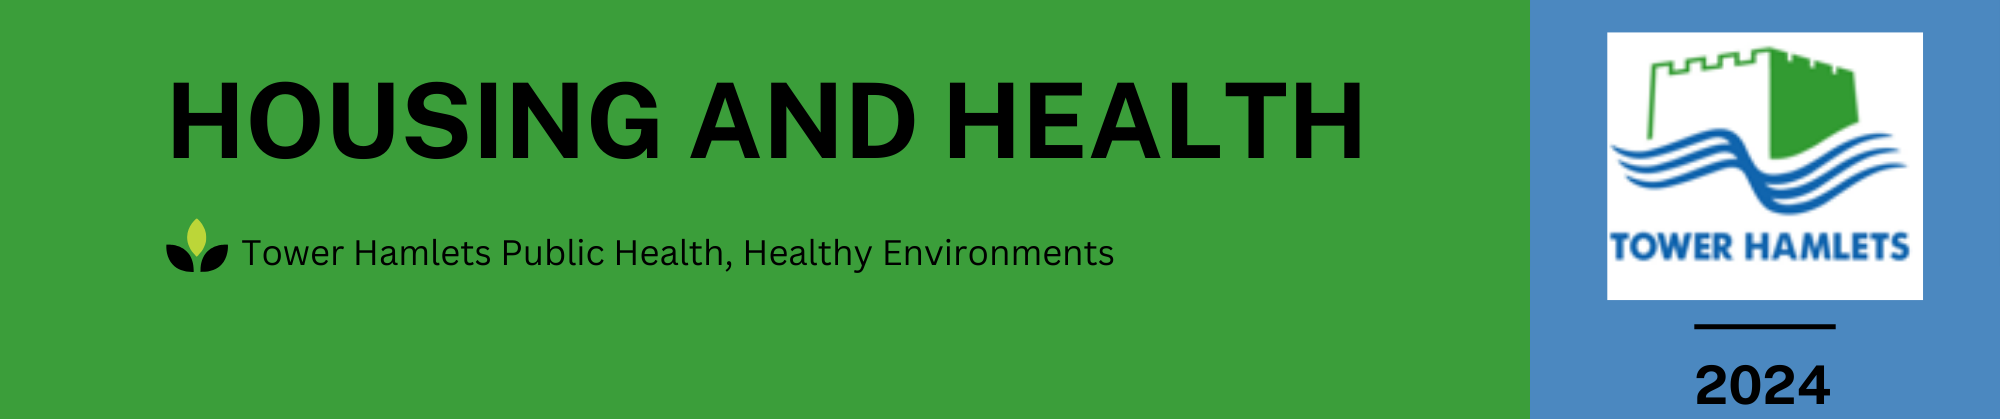 HOUSING AND HEALTH
Tower Hamlets Public Health, Healthy Environments
TOWER HAMLETS
2024